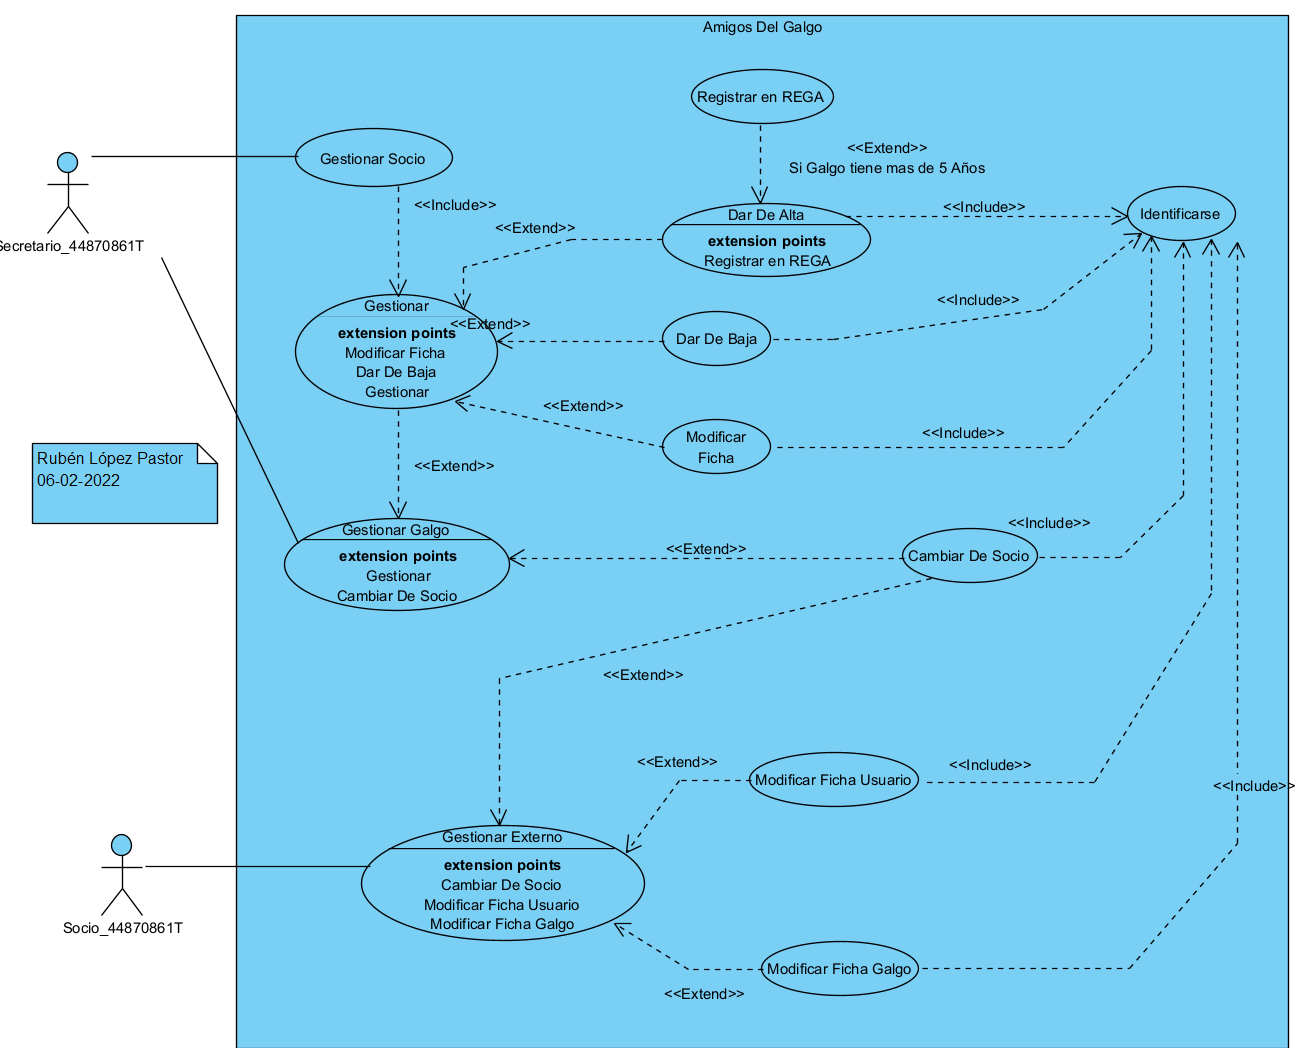 Amigos Del Galgo
Registrar en REGA
<<Extend>>
Si Galgo tiene mas de 5 Años
Gestionar Socio
<<Include>>
Secretario_44870861T
Dar De Alta
extension points
Registrar en REGA
<<Include>>
Identificarse
<<Extend>>
Gestionar
extension points
Modificar Ficha
Dar De Baja
Gestionar
<<Extend>>
Dar De Baja
<<Include>>
<<Extend>>
Modificar
Ficha
<<Include>>
Rubén López Pastor
06-02-2022
<<Extend>>
Gestionar Galgo
extension points
Gestionar
Cambiar De Socio
<<Extend>>
Cambiar De Socio
<<Include>>
<<Extend>>
<<Extend>>
Modificar Ficha Usuario
<<Include>>
<<Include>>
Socio_44870861T
Gestionar Externo
extension points
Cambiar De Socio
Modificar Ficha Usuario
Modificar Ficha Galgo
Modificar Ficha Galgo
<<Extend>>